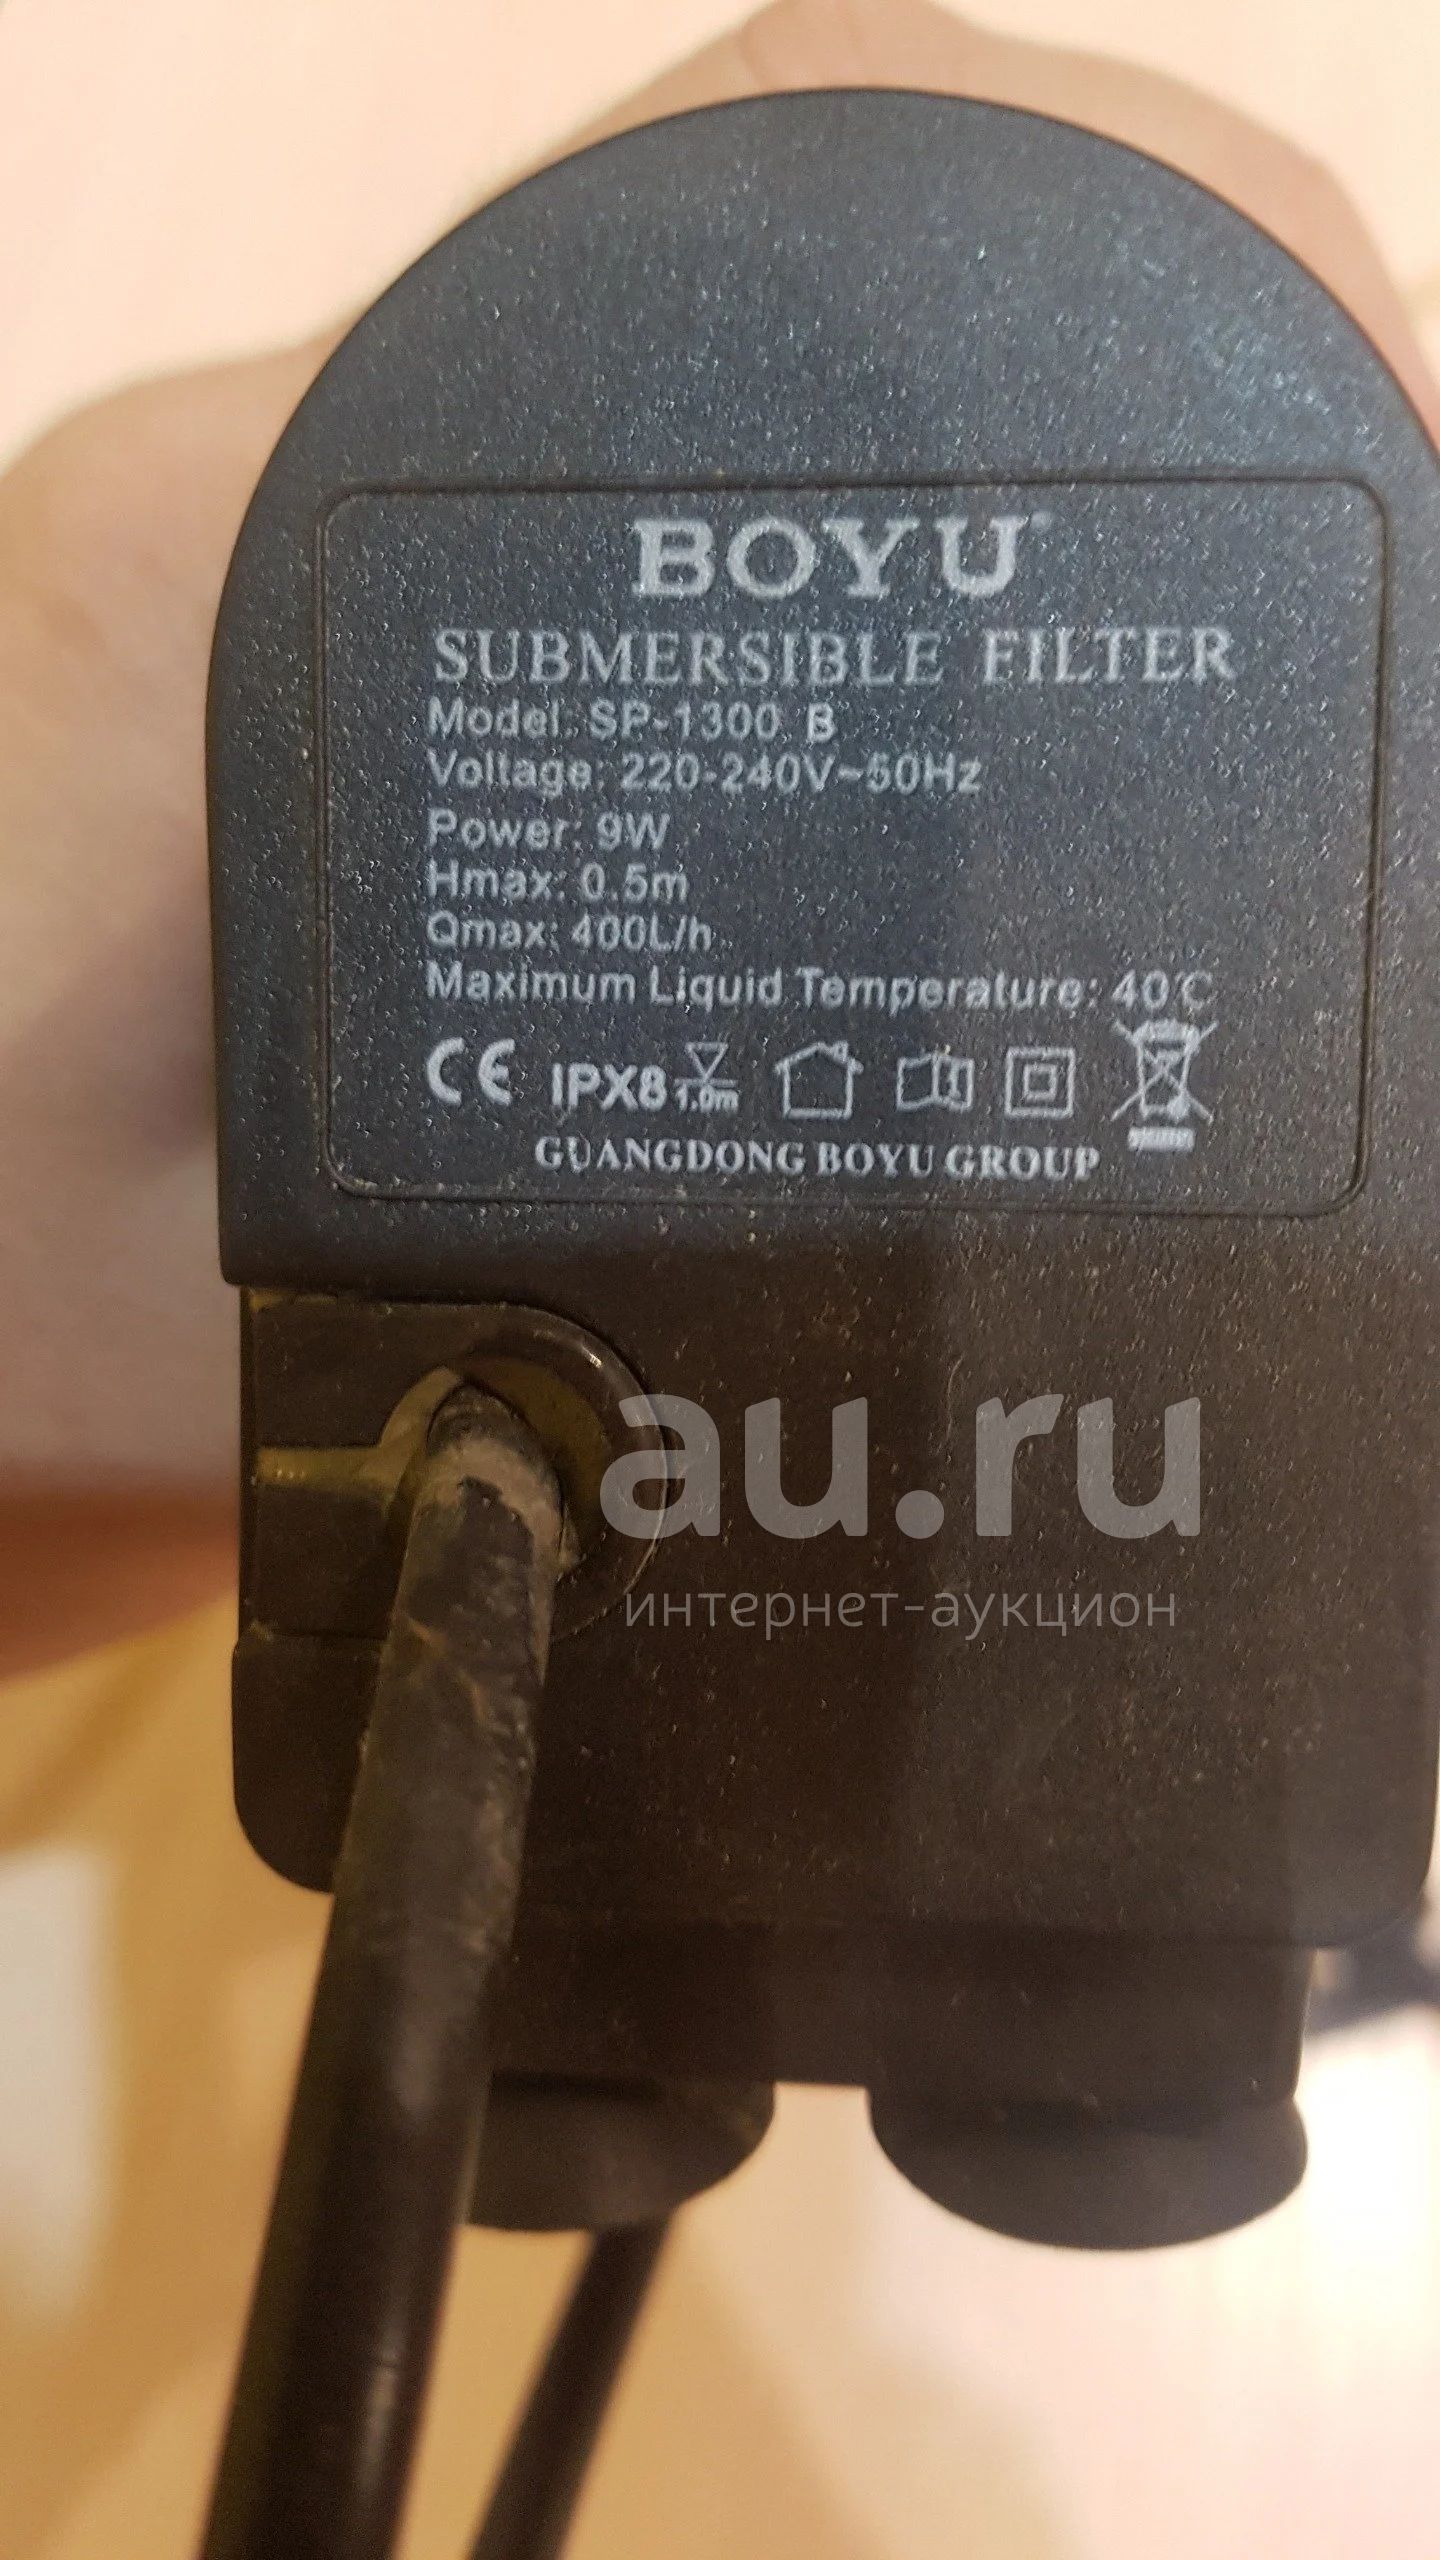 BOYU
SUBMERSIBLE FILTER
Model: SP-1300 B
Voltage: 220-240V~50Hz
Power: 9W
Hmax: 0.5m
Qmax: 400L/h
Maximum Liquid Temperature: 40℃
CE IPX8 1.0m
GUANGDONG BOYU GROUP
au.ru
интернет-аукцион